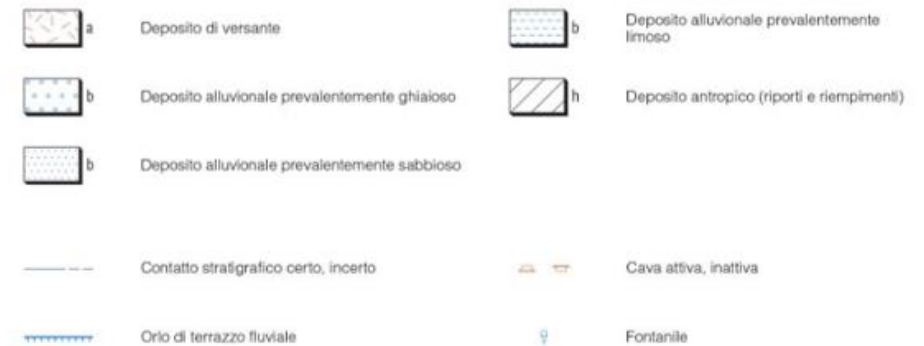 a Deposito di versante
b Deposito alluvionale prevalentemente ghiaioso
b Deposito alluvionale prevalentemente sabbioso
b Deposito alluvionale prevalentemente
limoso
h Deposito antropico (riporti e riempimenti)
Contatto stratigrafico certo, incerto
Orlo di terrazzo fluviale
Cava attiva, inattiva
Fontanile